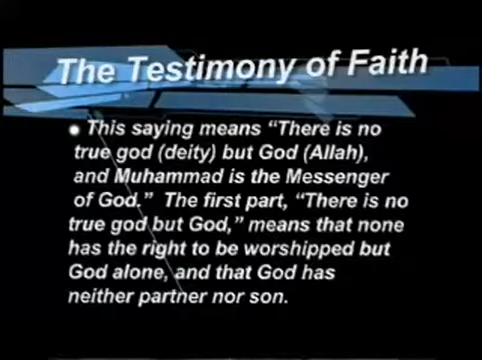 The Testimony of Faith
This saying means “There is no
true god (deity) but God (Allah),
and Muhammad is the Messenger
of God.” The first part, “There is no
true god but God,” means that none
has the right to be worshipped but
God alone, and that God has
neither partner nor son.